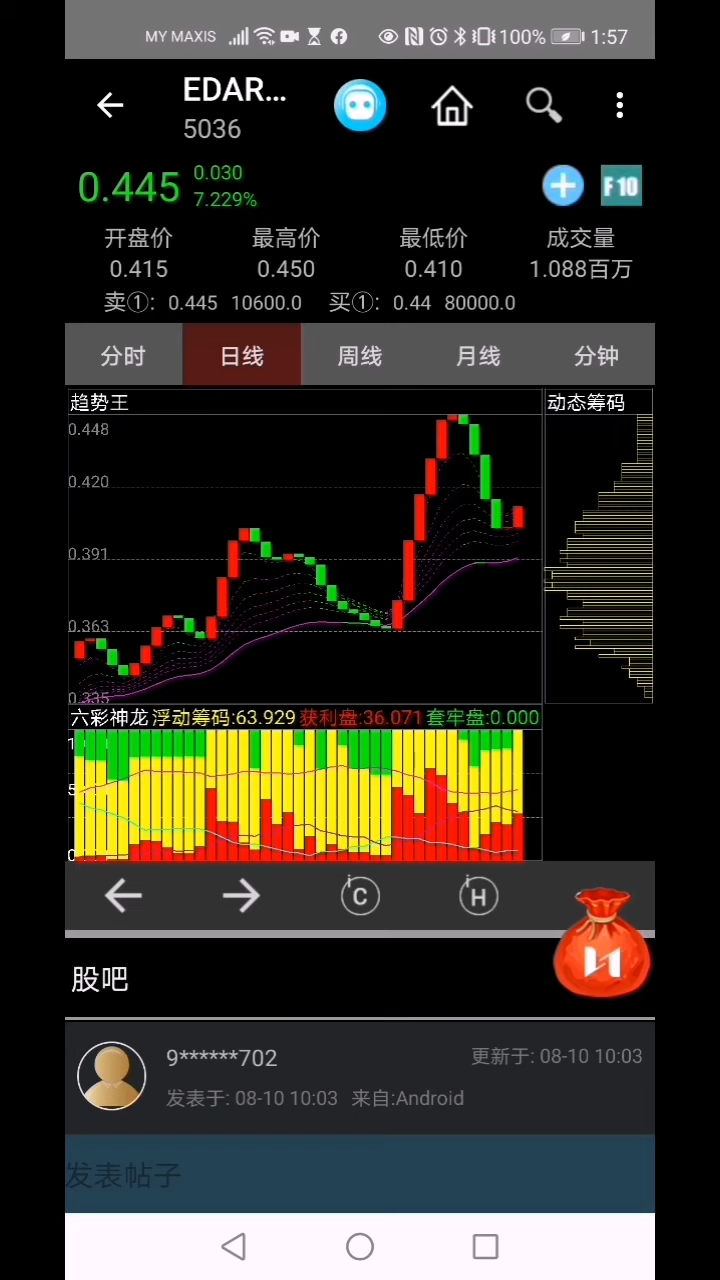 MY MAXIS 100% 1:57
EDAR...
5036
0.445 0.030
7.229%
F10
开盘价 最高价 最低价 成交量
0.415 0.450 0.410 1.088百万
卖①: 0.445 10600.0 买①: 0.44 80000.0
分时 日线 周线 月线 分钟
趋势王 动态筹码
0.448
0.420
0.391
0.363
0.335
六彩神龙 浮动筹码:63.929 获利盘:36.071 套牢盘:0.000
C H
股吧
9******702 更新于: 08-10 10:03
发表于: 08-10 10:03 来自:Android
发表帖子